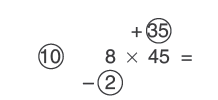 + 35
10 8 × 45 =
− 2